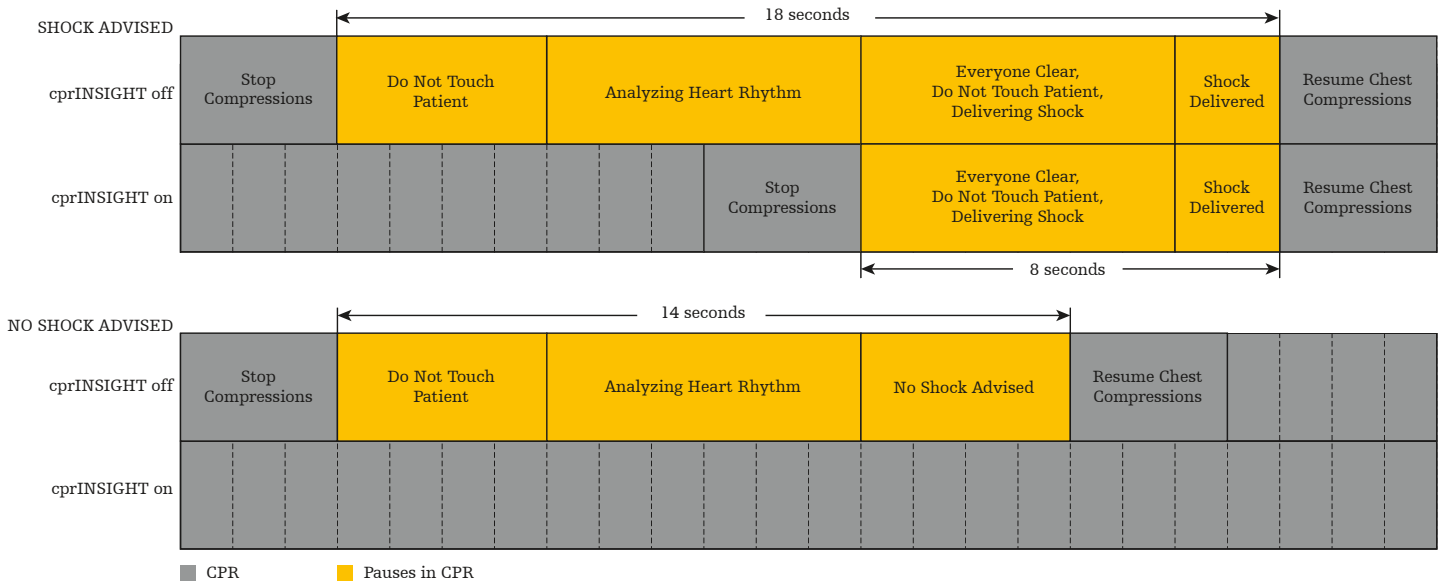 18 seconds
SHOCK ADVISED
cprINSIGHT off
Stop
Compressions
Do Not Touch
Patient
Analyzing Heart Rhythm
Everyone Clear,
Do Not Touch Patient,
Delivering Shock
Shock
Delivered
Resume Chest
Compressions
cprINSIGHT on
Stop
Compressions
Everyone Clear,
Do Not Touch Patient,
Delivering Shock
Shock
Delivered
Resume Chest
Compressions
8 seconds
14 seconds
NO SHOCK ADVISED
cprINSIGHT off
Stop
Compressions
Do Not Touch
Patient
Analyzing Heart Rhythm
No Shock Advised
Resume Chest
Compressions
cprINSIGHT on
CPR
Pauses in CPR